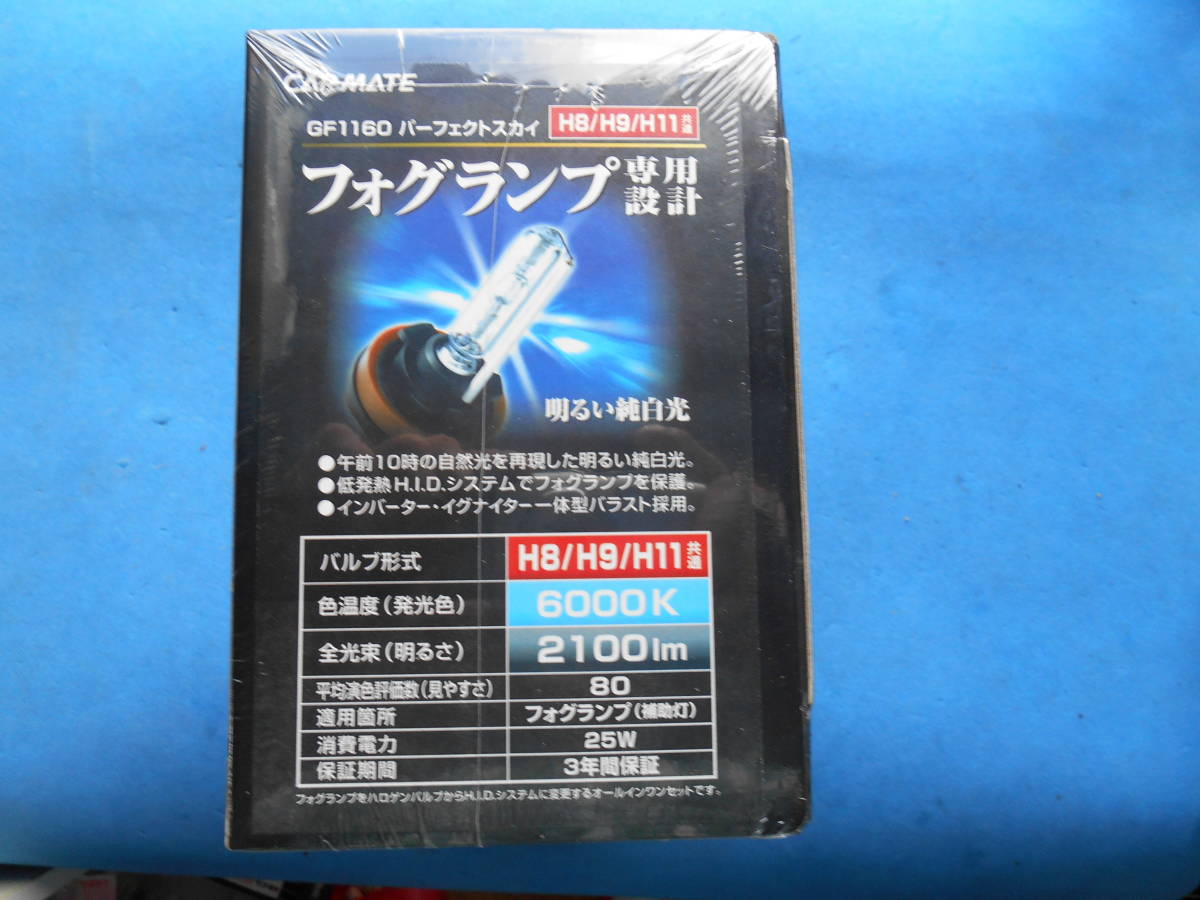 CAR MATE
GF1160 パーフェクトスカイ H8/H9/H11共通
フォグランプ専用設計
明るい純白光
●午前10時の自然光を再現した明るい純白光。
●低発熱H.I.D.システムでフォグランプを保護。
●インバーター・イグナイター一体型バラスト採用。
バルブ形式 H8/H9/H11共通
色温度(発光色) 6000K
全光束(明るさ) 2100lm
平均演色評価数(見やすさ) 80
適用箇所 フォグランプ(補助灯)
消費電力 25W
保証期間 3年間保証
フォグランプをハロゲンバルブからH.I.D.システムに変更するオールインワンセットです。